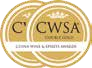 CWSA
DOUBLE GOLD
CHINA WINE & SPIRITS AWARDS